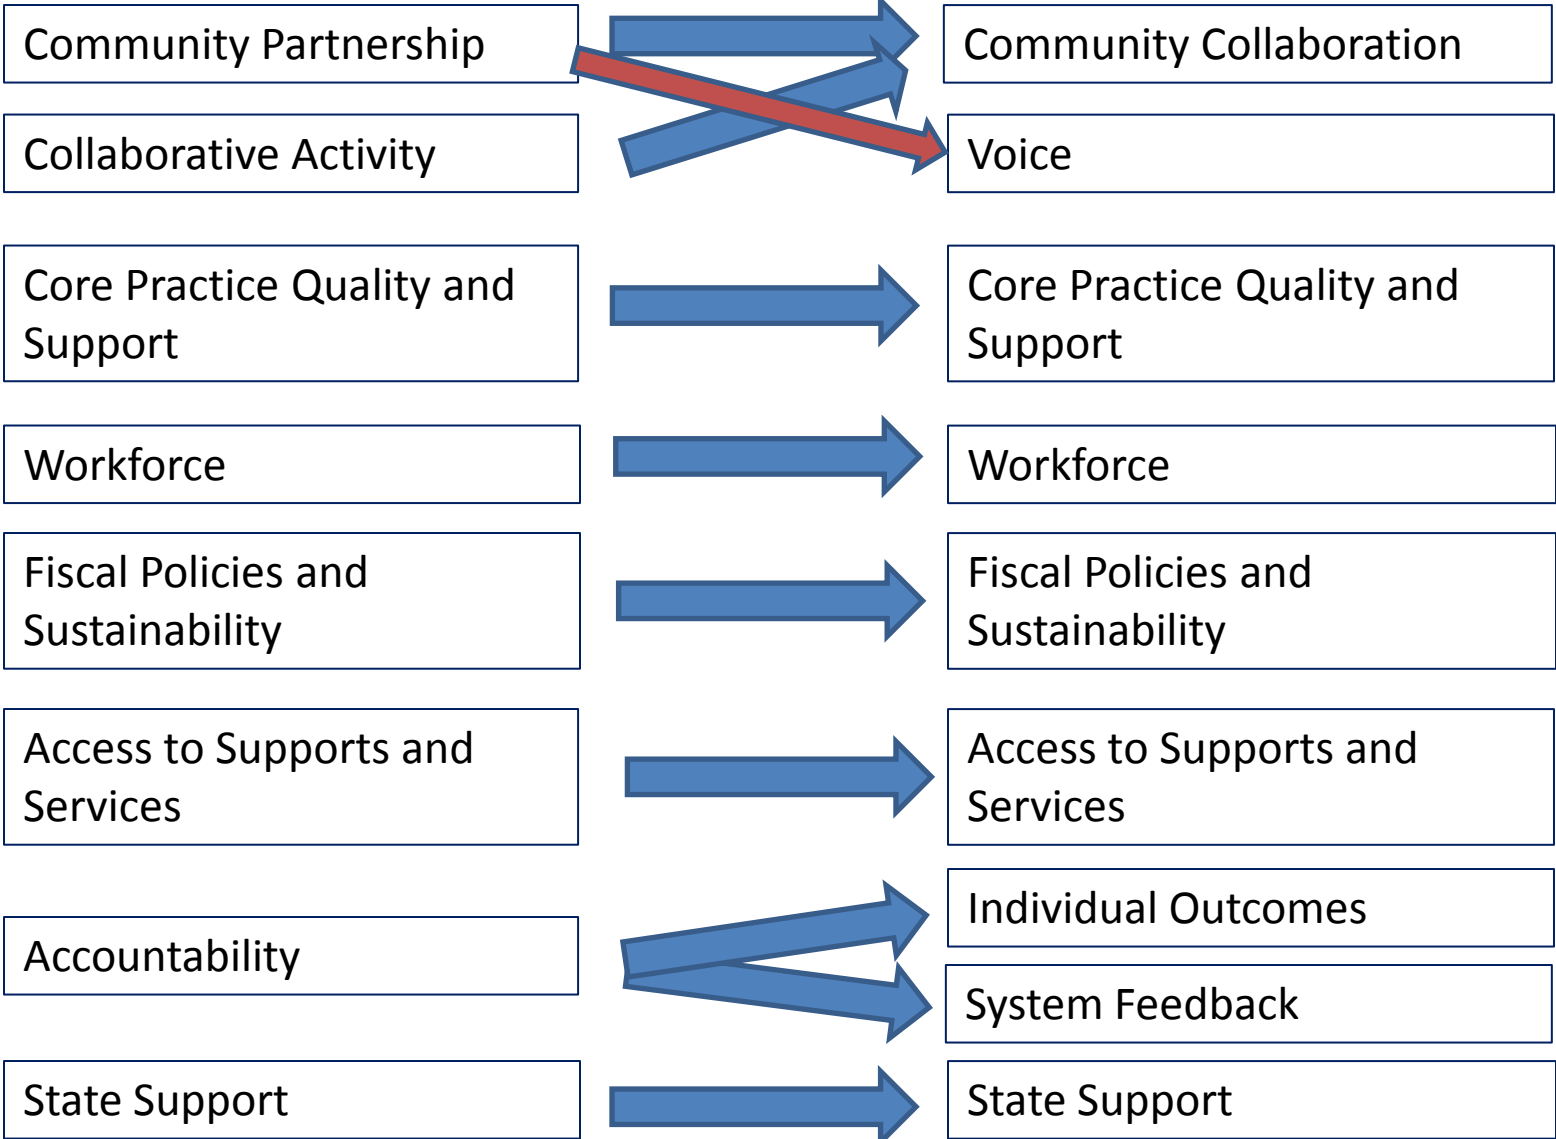 Community Partnership
Community Collaboration
Collaborative Activity
Voice
Core Practice Quality and
Support
Core Practice Quality and
Support
Workforce
Workforce
Fiscal Policies and
Sustainability
Fiscal Policies and
Sustainability
Access to Supports and
Services
Access to Supports and
Services
Accountability
Individual Outcomes
System Feedback
State Support
State Support